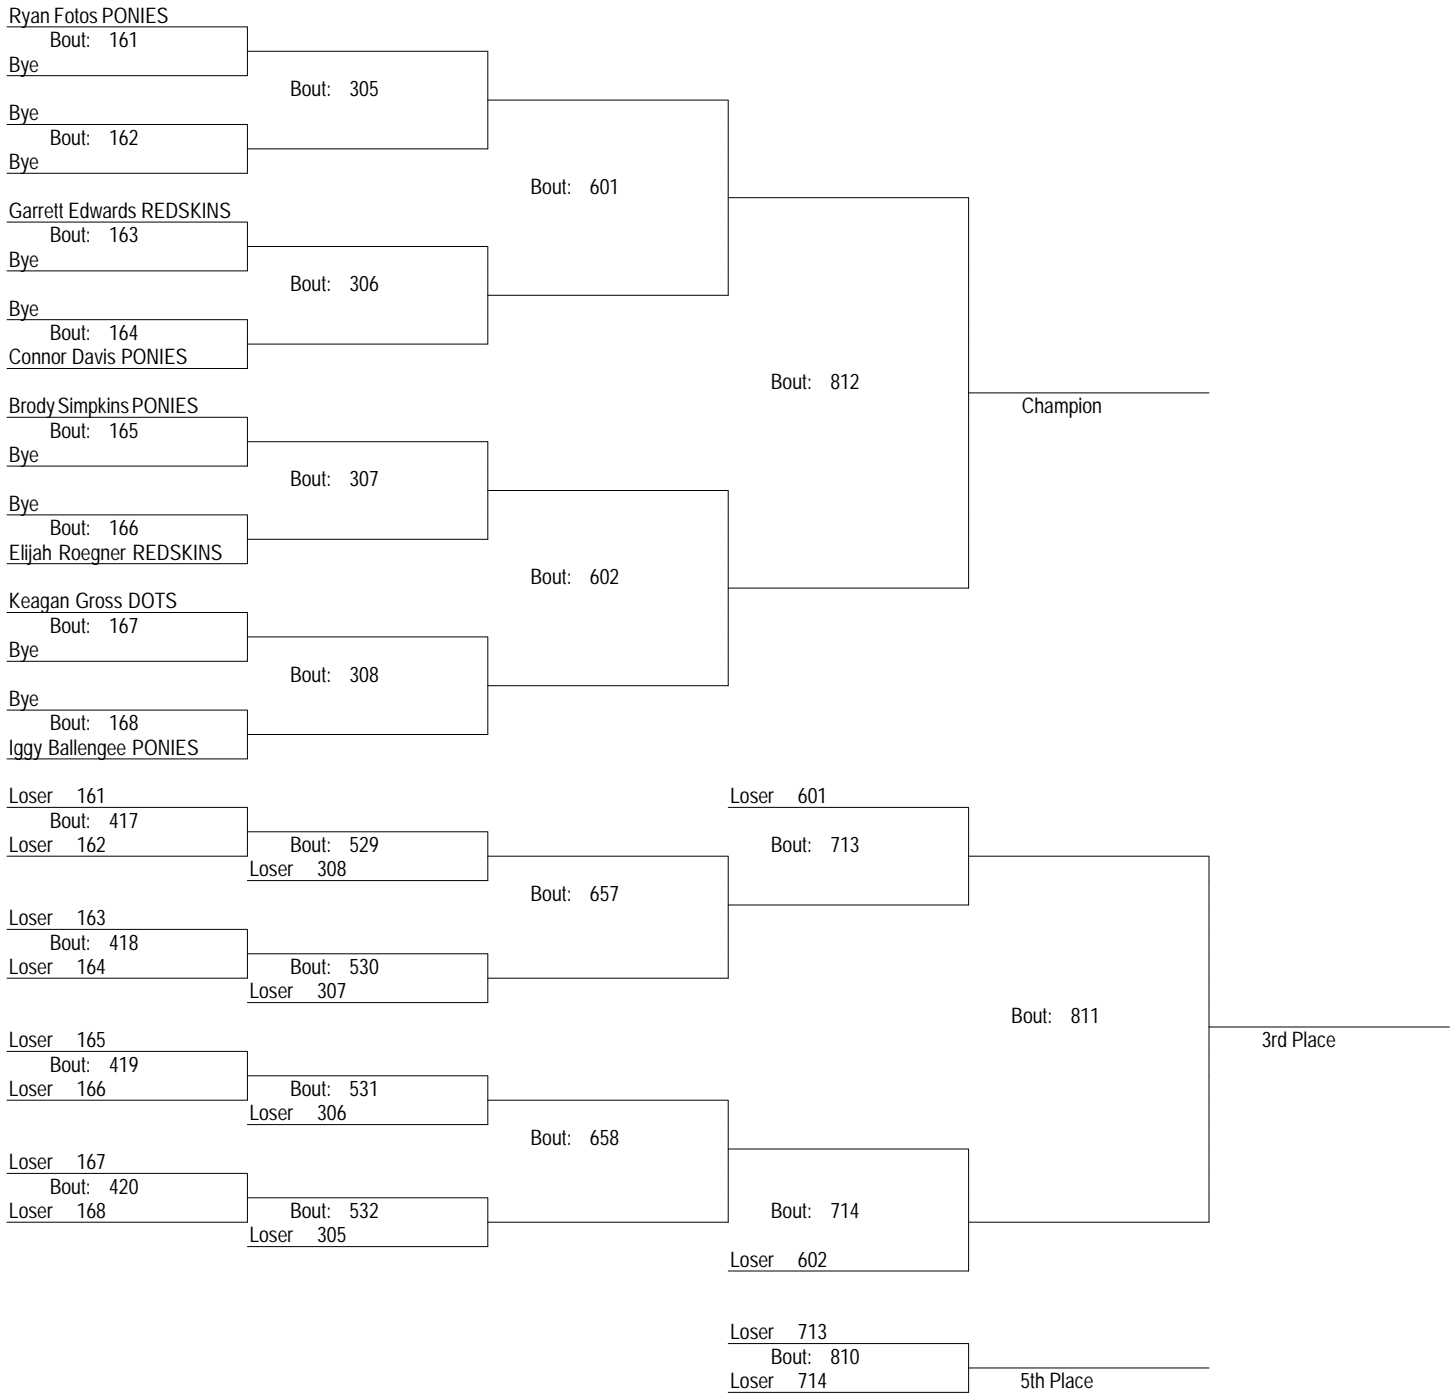 Ryan Fotos PONIES
Bout: 161
Bye
Bout: 305
Bye
Bout: 162
Bye
Bout: 601
Garrett Edwards REDSKINS
Bout: 163
Bye
Bout: 306
Bye
Bout: 164
Connor Davis PONIES
Bout: 812
Champion
Brody Simpkins PONIES
Bout: 165
Bye
Bout: 307
Bye
Bout: 166
Elijah Roegner REDSKINS
Bout: 602
Keagan Gross DOTS
Bout: 167
Bye
Bout: 308
Bye
Bout: 168
Iggy Ballengee PONIES
Loser 161
Bout: 417
Loser 162
Bout: 529
Loser 308
Loser 601
Bout: 713
Bout: 657
Loser 163
Bout: 418
Loser 164
Bout: 530
Loser 307
Bout: 811
3rd Place
Loser 165
Bout: 419
Loser 166
Bout: 531
Loser 306
Bout: 658
Loser 167
Bout: 420
Loser 168
Bout: 532
Loser 305
Bout: 714
Loser 602
Loser 713
Bout: 810
Loser 714
5th Place